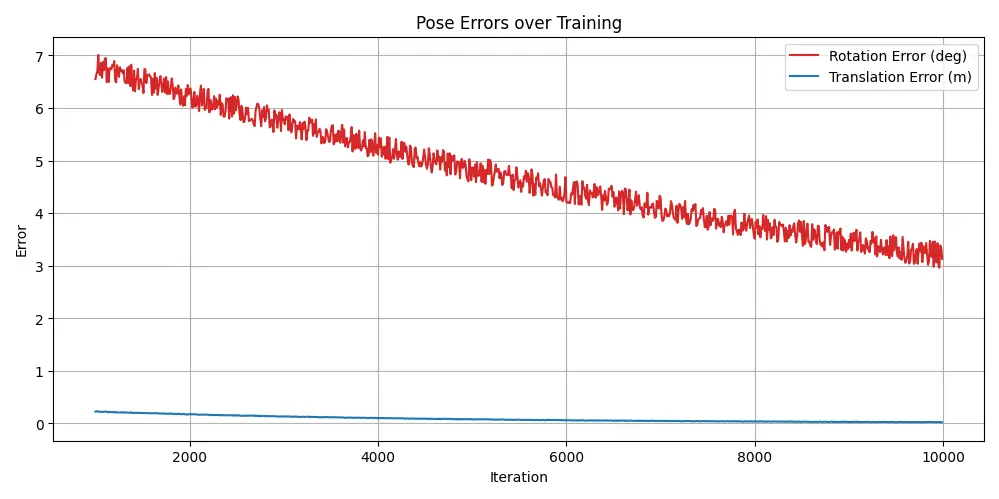 Pose Errors over Training
Rotation Error (deg)
Translation Error (m)
Error
7
6
5
4
3
2
1
0
2000 4000 6000 8000 10000
Iteration